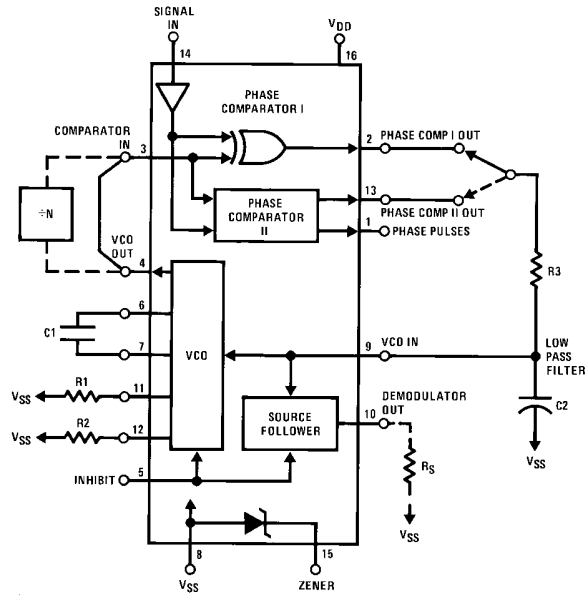 SIGNAL
IN
14
VDD
16
PHASE
COMPARATOR I
COMPARATOR
IN
3
2
PHASE COMP I OUT
÷N
PHASE
COMPARATOR
II
13
PHASE COMP II OUT
1
PHASE PULSES
VCO
OUT
4
R3
6
C1
7
VCO
9
VCO IN
LOW
PASS
FILTER
VSS
R1
11
C2
DEMODULATOR
OUT
10
SOURCE
FOLLOWER
VSS
R2
12
VSS
INHIBIT
5
RS
VSS
8
15
VSS
ZENER